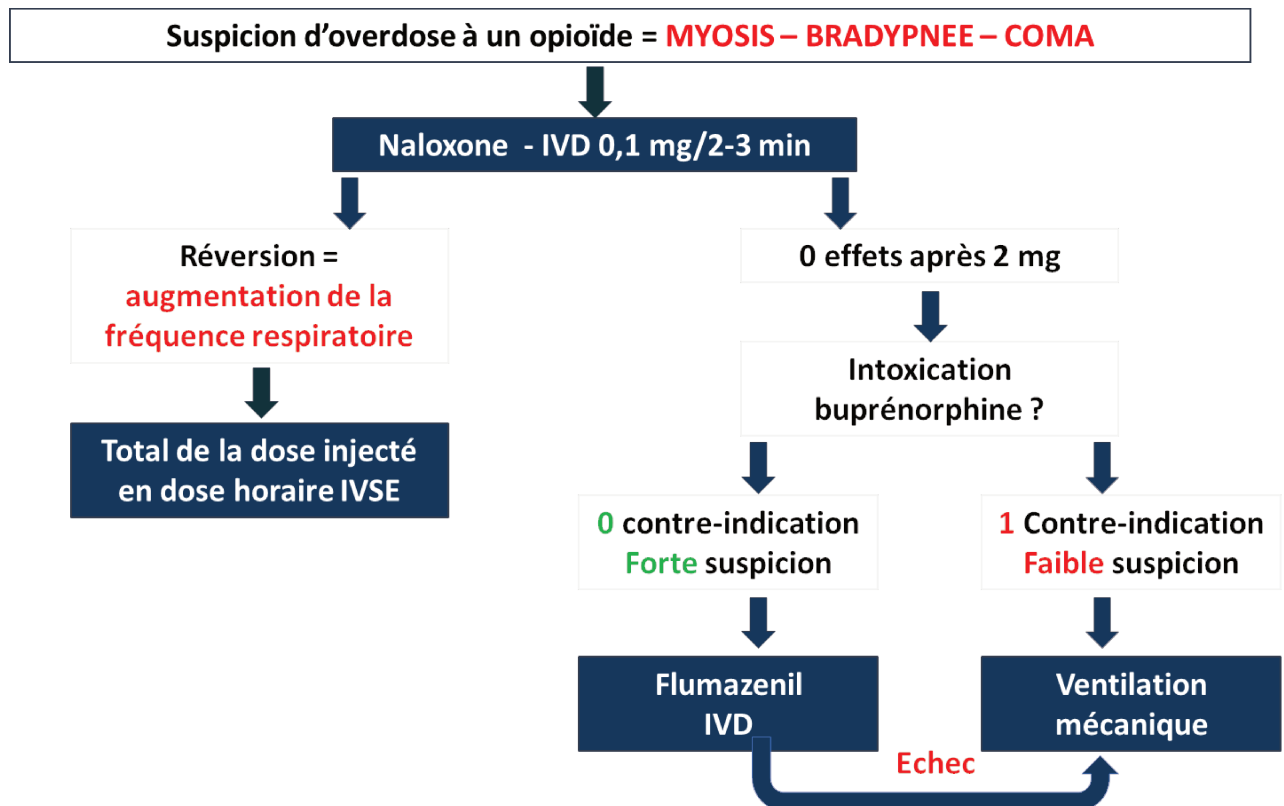 Suspicion d’overdose à un opioïde = MYOSIS – BRADYPNEE – COMA
Naloxone - IVD 0,1 mg/2-3 min
Réversion =
augmentation de la
fréquence respiratoire
0 effets après 2 mg
Intoxication
buprénorphine ?
Total de la dose injecté
en dose horaire IVSE
0 contre-indication
Forte suspicion
1 Contre-indication
Faible suspicion
Flumazenil
IVD
Ventilation
mécanique
Echec